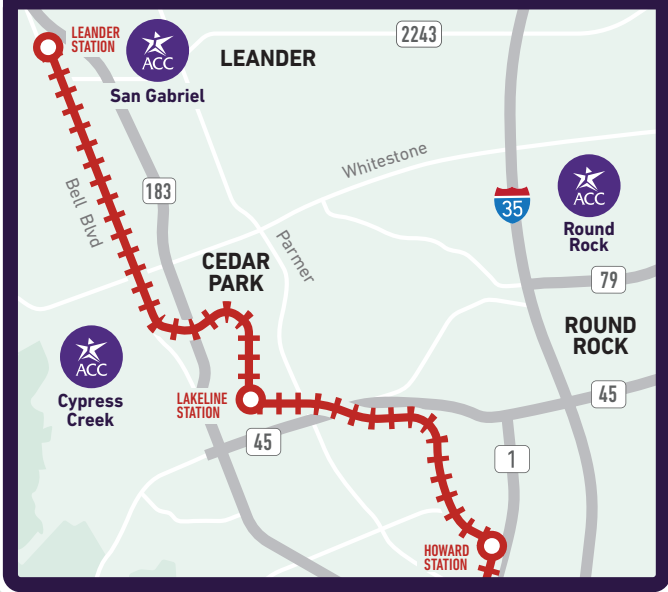 LEANDER
STATION
ACC
San Gabriel
LEANDER
2243
Whitestone
Bell Blvd
183
35
ACC
Round
Rock
Parmer
CEDAR
PARK
79
ROUND
ROCK
ACC
Cypress
Creek
LAKELINE
STATION
45
45
1
HOWARD
STATION